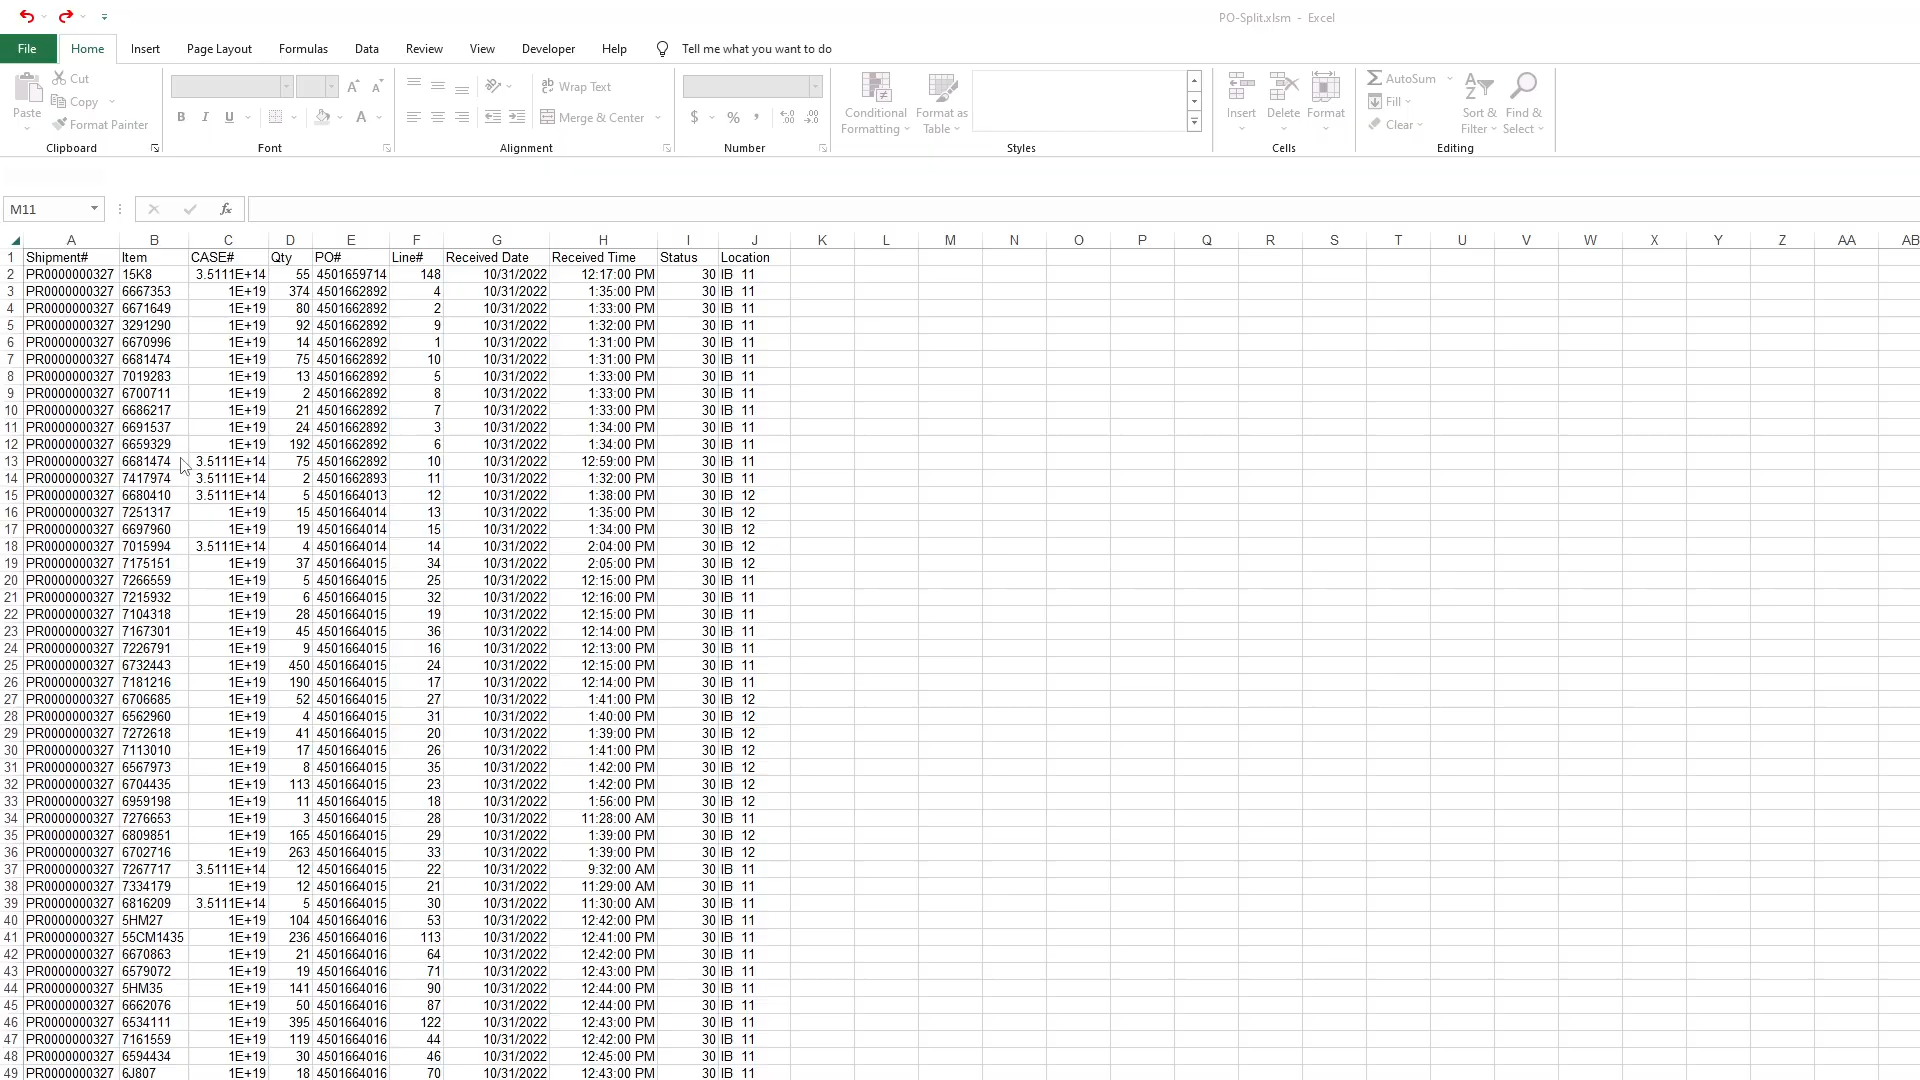 PO-Split.xlsm - Excel
File Home Insert Page Layout Formulas Data Review View Developer Help Tell me what you want to do
Cut
Copy
Format Painter
Paste
Clipboard
B I U A A A
Font
ab Wrap Text
Merge & Center
Alignment
$ % , .00 .00
Number
Conditional Formatting
Format as Table
Styles
Insert Delete Format
Cells
AutoSum
Fill
Clear
Sort & Filter
Find & Select
Editing
M11 fx
A B C D E F G H I J K L M N O P Q R S T U V W X Y Z AA AB
1 Shipment# Item CASE# Qty PO# Line# Received Date Received Time Status Location
2 PR0000000327 15K8 3.5111E+14 55 4501659714 148 10/31/2022 12:17:00 PM 30 IB 11
3 PR0000000327 6667353 1E+19 374 4501662892 4 10/31/2022 1:35:00 PM 30 IB 11
4 PR0000000327 6671649 1E+19 80 4501662892 2 10/31/2022 1:33:00 PM 30 IB 11
5 PR0000000327 3291290 1E+19 92 4501662892 9 10/31/2022 1:32:00 PM 30 IB 11
6 PR0000000327 6670996 1E+19 14 4501662892 1 10/31/2022 1:31:00 PM 30 IB 11
7 PR0000000327 6681474 1E+19 75 4501662892 10 10/31/2022 1:31:00 PM 30 IB 11
8 PR0000000327 7019283 1E+19 13 4501662892 5 10/31/2022 1:33:00 PM 30 IB 11
9 PR0000000327 6700711 1E+19 2 4501662892 8 10/31/2022 1:33:00 PM 30 IB 11
10 PR0000000327 6686217 1E+19 21 4501662892 7 10/31/2022 1:33:00 PM 30 IB 11
11 PR0000000327 6691537 1E+19 24 4501662892 3 10/31/2022 1:34:00 PM 30 IB 11
12 PR0000000327 6659329 1E+19 192 4501662892 6 10/31/2022 1:34:00 PM 30 IB 11
13 PR0000000327 6681474 3.5111E+14 75 4501662892 10 10/31/2022 12:59:00 PM 30 IB 11
14 PR0000000327 7417974 3.5111E+14 2 4501662893 11 10/31/2022 1:32:00 PM 30 IB 11
15 PR0000000327 6680410 3.5111E+14 5 4501664013 12 10/31/2022 1:38:00 PM 30 IB 12
16 PR0000000327 7251317 1E+19 15 4501664014 13 10/31/2022 1:35:00 PM 30 IB 12
17 PR0000000327 6697960 1E+19 19 4501664014 15 10/31/2022 1:34:00 PM 30 IB 12
18 PR0000000327 7015994 3.5111E+14 4 4501664014 14 10/31/2022 2:04:00 PM 30 IB 12
19 PR0000000327 7175151 1E+19 37 4501664015 34 10/31/2022 2:05:00 PM 30 IB 12
20 PR0000000327 7266559 1E+19 5 4501664015 25 10/31/2022 12:15:00 PM 30 IB 11
21 PR0000000327 7215932 1E+19 6 4501664015 32 10/31/2022 12:16:00 PM 30 IB 11
22 PR0000000327 7104318 1E+19 28 4501664015 19 10/31/2022 12:15:00 PM 30 IB 11
23 PR0000000327 7167301 1E+19 45 4501664015 36 10/31/2022 12:14:00 PM 30 IB 11
24 PR0000000327 7226791 1E+19 9 4501664015 16 10/31/2022 12:13:00 PM 30 IB 11
25 PR0000000327 6732443 1E+19 450 4501664015 24 10/31/2022 12:15:00 PM 30 IB 11
26 PR0000000327 7181216 1E+19 190 4501664015 17 10/31/2022 12:14:00 PM 30 IB 11
27 PR0000000327 6706685 1E+19 52 4501664015 27 10/31/2022 1:41:00 PM 30 IB 12
28 PR0000000327 6562960 1E+19 4 4501664015 31 10/31/2022 1:40:00 PM 30 IB 12
29 PR0000000327 7272618 1E+19 41 4501664015 20 10/31/2022 1:39:00 PM 30 IB 12
30 PR0000000327 7113010 1E+19 17 4501664015 26 10/31/2022 1:41:00 PM 30 IB 12
31 PR0000000327 6567973 1E+19 8 4501664015 35 10/31/2022 1:42:00 PM 30 IB 12
32 PR0000000327 6704435 1E+19 113 4501664015 23 10/31/2022 1:42:00 PM 30 IB 12
33 PR0000000327 6959198 1E+19 11 4501664015 18 10/31/2022 1:56:00 PM 30 IB 12
34 PR0000000327 7276653 1E+19 3 4501664015 28 10/31/2022 11:28:00 AM 30 IB 11
35 PR0000000327 6809851 1E+19 165 4501664015 29 10/31/2022 1:39:00 PM 30 IB 12
36 PR0000000327 6702716 1E+19 263 4501664015 33 10/31/2022 1:39:00 PM 30 IB 12
37 PR0000000327 7267717 3.5111E+14 12 4501664015 22 10/31/2022 9:32:00 AM 30 IB 11
38 PR0000000327 7334179 1E+19 12 4501664015 21 10/31/2022 11:29:00 AM 30 IB 11
39 PR0000000327 6816209 3.5111E+14 5 4501664015 30 10/31/2022 11:30:00 AM 30 IB 11
40 PR0000000327 5HM27 1E+19 104 4501664016 53 10/31/2022 12:42:00 PM 30 IB 11
41 PR0000000327 55CM1435 1E+19 236 4501664016 113 10/31/2022 12:41:00 PM 30 IB 11
42 PR0000000327 6670863 1E+19 21 4501664016 64 10/31/2022 12:42:00 PM 30 IB 11
43 PR0000000327 6579072 1E+19 19 4501664016 71 10/31/2022 12:43:00 PM 30 IB 11
44 PR0000000327 5HM35 1E+19 141 4501664016 90 10/31/2022 12:44:00 PM 30 IB 11
45 PR0000000327 6662076 1E+19 50 4501664016 87 10/31/2022 12:44:00 PM 30 IB 11
46 PR0000000327 6534111 1E+19 395 4501664016 122 10/31/2022 12:43:00 PM 30 IB 11
47 PR0000000327 7161559 1E+19 119 4501664016 44 10/31/2022 12:42:00 PM 30 IB 11
48 PR0000000327 6594434 1E+19 30 4501664016 46 10/31/2022 12:45:00 PM 30 IB 11
49 PR0000000327 6J807 1E+19 18 4501664016 70 10/31/2022 12:43:00 PM 30 IB 11